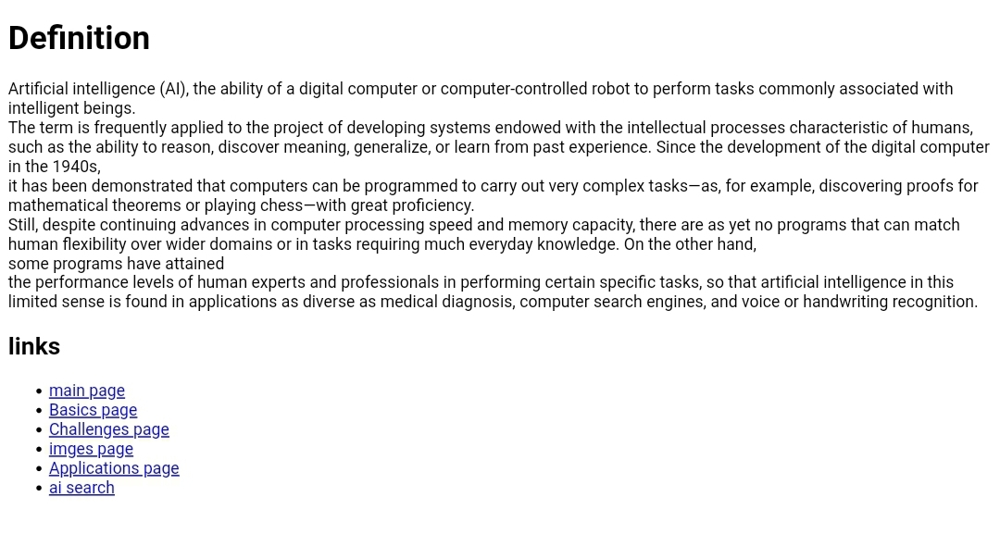 Definition
Artificial intelligence (AI), the ability of a digital computer or computer-controlled robot to perform tasks commonly associated with
intelligent beings.
The term is frequently applied to the project of developing systems endowed with the intellectual processes characteristic of humans,
such as the ability to reason, discover meaning, generalize, or learn from past experience. Since the development of the digital computer
in the 1940s,
it has been demonstrated that computers can be programmed to carry out very complex tasks—as, for example, discovering proofs for
mathematical theorems or playing chess—with great proficiency.
Still, despite continuing advances in computer processing speed and memory capacity, there are as yet no programs that can match
human flexibility over wider domains or in tasks requiring much everyday knowledge. On the other hand,
some programs have attained
the performance levels of human experts and professionals in performing certain specific tasks, so that artificial intelligence in this
limited sense is found in applications as diverse as medical diagnosis, computer search engines, and voice or handwriting recognition.
links
• main page
• Basics page
• Challenges page
• imges page
• Applications page
• ai search